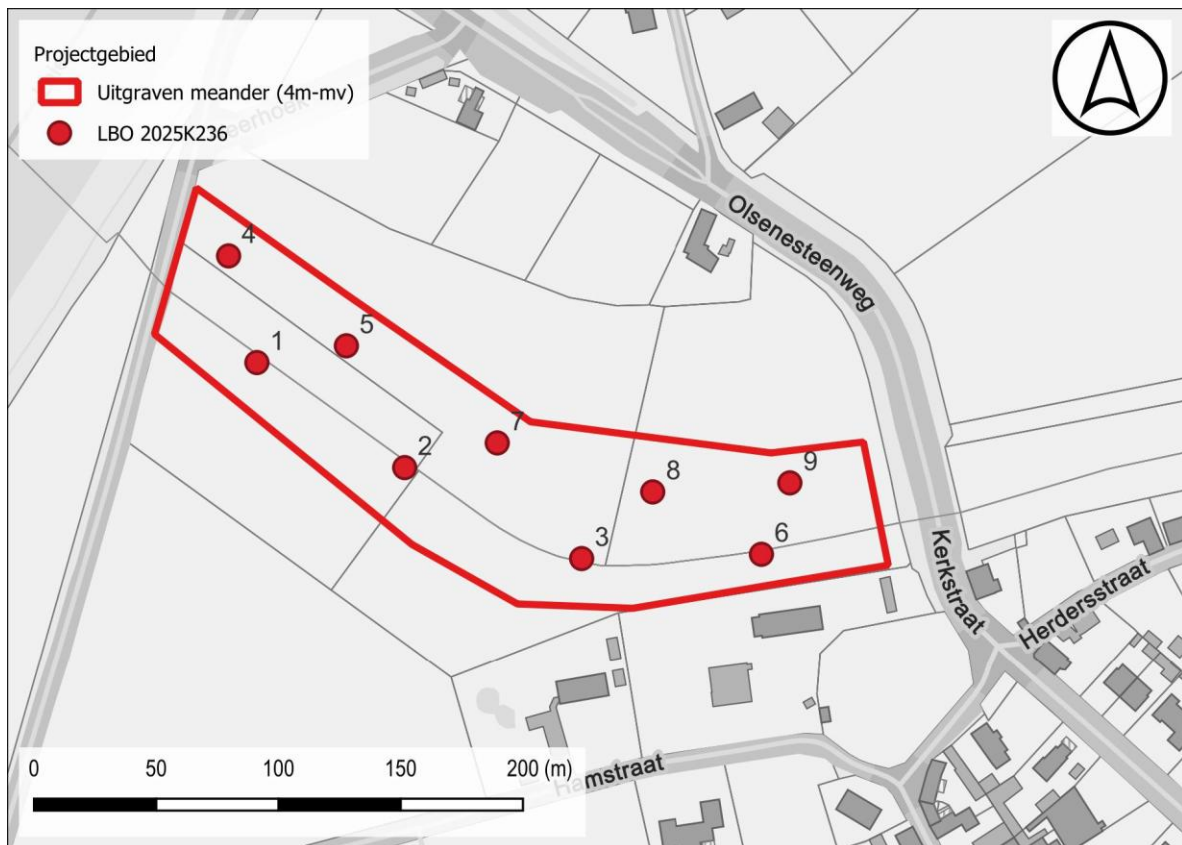 Projectgebied
Uitgraven meander (4m-mv)
LBO 2025K236
Olsenesteenweg
4
5
1
7
2
8
9
3
6
Kerkstraat
Herdersstraat
0 50 100 150 200 (m)